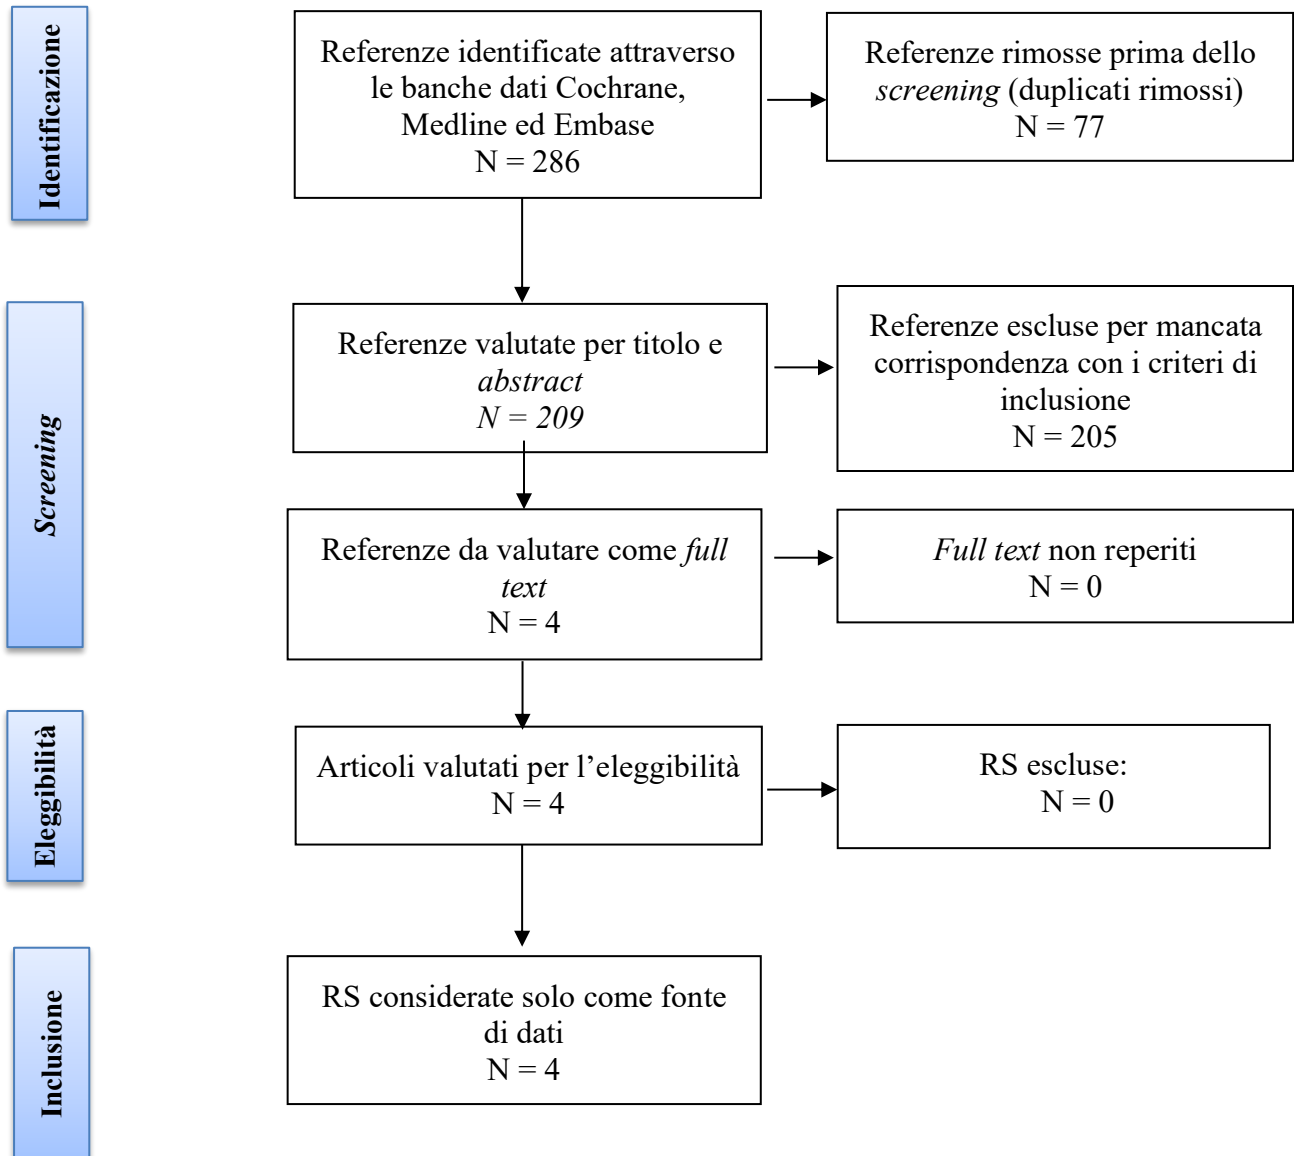 Identificazione
Referenze identificate attraverso
le banche dati Cochrane,
Medline ed Embase
N = 286
Referenze rimosse prima dello
screening (duplicati rimossi)
N = 77
Screening
Referenze valutate per titolo e
abstract
N = 209
Referenze escluse per mancata
corrispondenza con i criteri di
inclusione
N = 205
Referenze da valutare come full
text
N = 4
Full text non reperiti
N = 0
Eleggibilità
Articoli valutati per l’eleggibilità
N = 4
RS escluse:
N = 0
Inclusione
RS considerate solo come fonte
di dati
N = 4